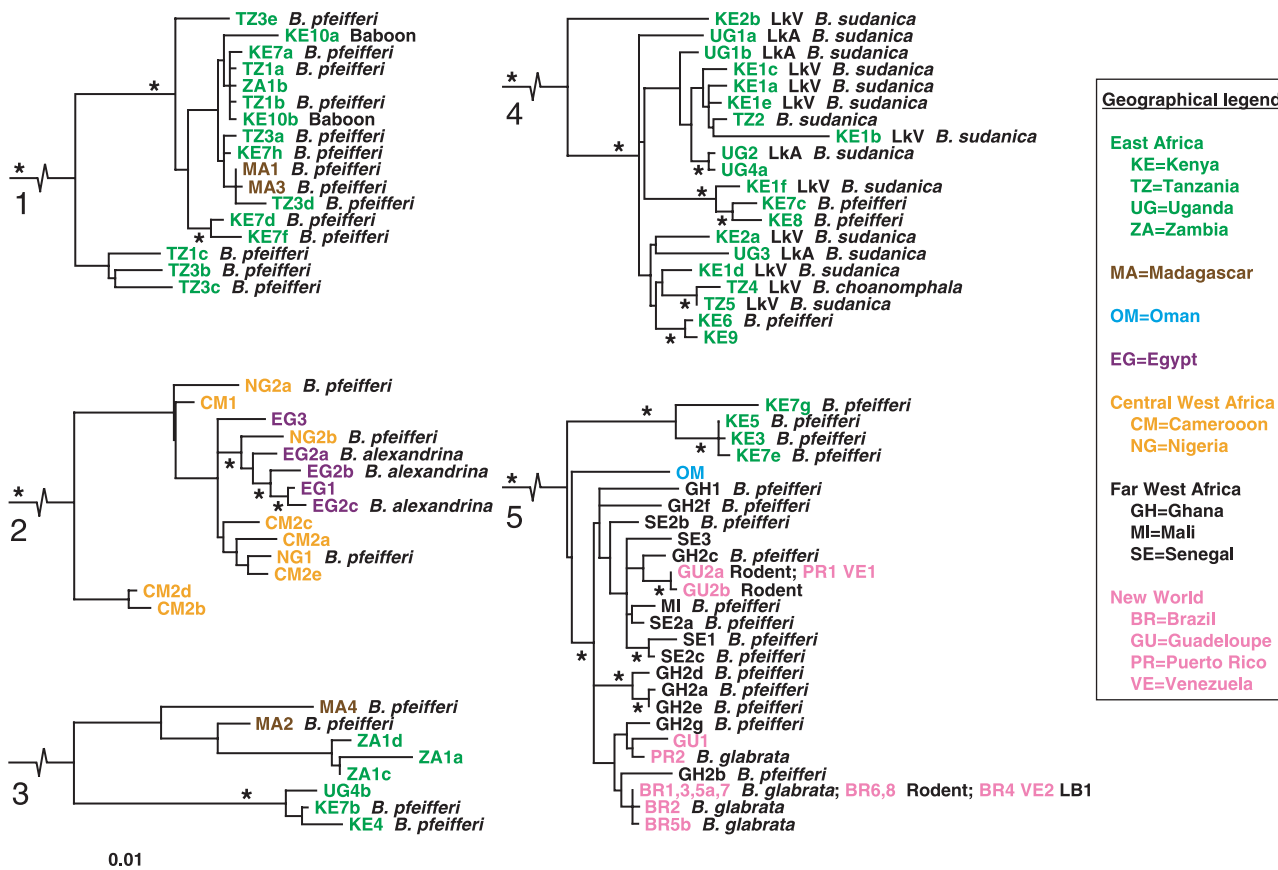 TZ3e B. pfeifferi
KE10a Baboon
KE7a B. pfeifferi
TZ1a B. pfeifferi
ZA1b
TZ1b B. pfeifferi
KE10b Baboon
TZ3a B. pfeifferi
KE7h B. pfeifferi
MA1 B. pfeifferi
MA3 B. pfeifferi
TZ3d B. pfeifferi
KE7d B. pfeifferi
KE7f B. pfeifferi
TZ1c B. pfeifferi
TZ3b B. pfeifferi
TZ3c B. pfeifferi
*
*
*
1
NG2a B. pfeifferi
CM1
EG3
NG2b B. pfeifferi
EG2a B. alexandrina
EG2b B. alexandrina
EG1
EG2c B. alexandrina
CM2c
CM2a
NG1 B. pfeifferi
CM2e
CM2d
CM2b
*
*
*
*
2
MA4 B. pfeifferi
MA2 B. pfeifferi
ZA1d
ZA1a
ZA1c
UG4b
KE7b B. pfeifferi
KE4 B. pfeifferi
*
3
0.01
KE2b LkV B. sudanica
UG1a LkA B. sudanica
UG1b LkA B. sudanica
KE1c LkV B. sudanica
KE1a LkV B. sudanica
KE1e LkV B. sudanica
TZ2 B. sudanica
KE1b LkV B. sudanica
UG2 LkA B. sudanica
UG4a
KE1f LkV B. sudanica
KE7c B. pfeifferi
KE8 B. pfeifferi
KE2a LkV B. sudanica
UG3 LkA B. sudanica
KE1d LkV B. sudanica
TZ4 LkV B. choanomphala
TZ5 LkV B. sudanica
KE6 B. pfeifferi
KE9
*
*
*
*
*
*
*
4
KE7g B. pfeifferi
KE5 B. pfeifferi
KE3 B. pfeifferi
KE7e B. pfeifferi
OM
GH1 B. pfeifferi
GH2f B. pfeifferi
SE2b B. pfeifferi
SE3
GH2c B. pfeifferi
GU2a Rodent; PR1 VE1
GU2b Rodent
MI B. pfeifferi
SE2a B. pfeifferi
SE1 B. pfeifferi
SE2c B. pfeifferi
GH2d B. pfeifferi
GH2a B. pfeifferi
GH2e B. pfeifferi
GH2g B. pfeifferi
GU1
PR2 B. glabrata
GH2b B. pfeifferi
BR1,3,5a,7 B. glabrata; BR6,8 Rodent; BR4 VE2 LB1
BR2 B. glabrata
BR5b B. glabrata
*
*
*
*
*
*
*
*
5
Geographical legend
East Africa
KE=Kenya
TZ=Tanzania
UG=Uganda
ZA=Zambia
MA=Madagascar
OM=Oman
EG=Egypt
Central West Africa
CM=Camerooon
NG=Nigeria
Far West Africa
GH=Ghana
MI=Mali
SE=Senegal
New World
BR=Brazil
GU=Guadeloupe
PR=Puerto Rico
VE=Venezuela